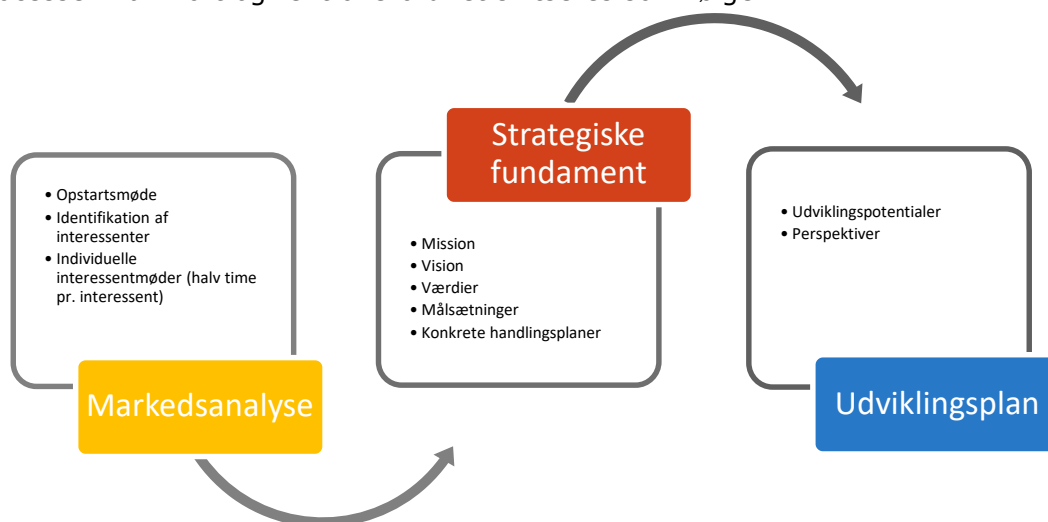 • Opstartsmøde
• Identifikation af
interessenter
• Individuelle
interessentmøder (halv time
pr. interessent)
Markedsanalyse
Strategiske
fundament
• Mission
• Vision
• Værdier
• Målsætninger
• Konkrete handlingsplaner
• Udviklingspotentialer
• Perspektiver
Udviklingsplan